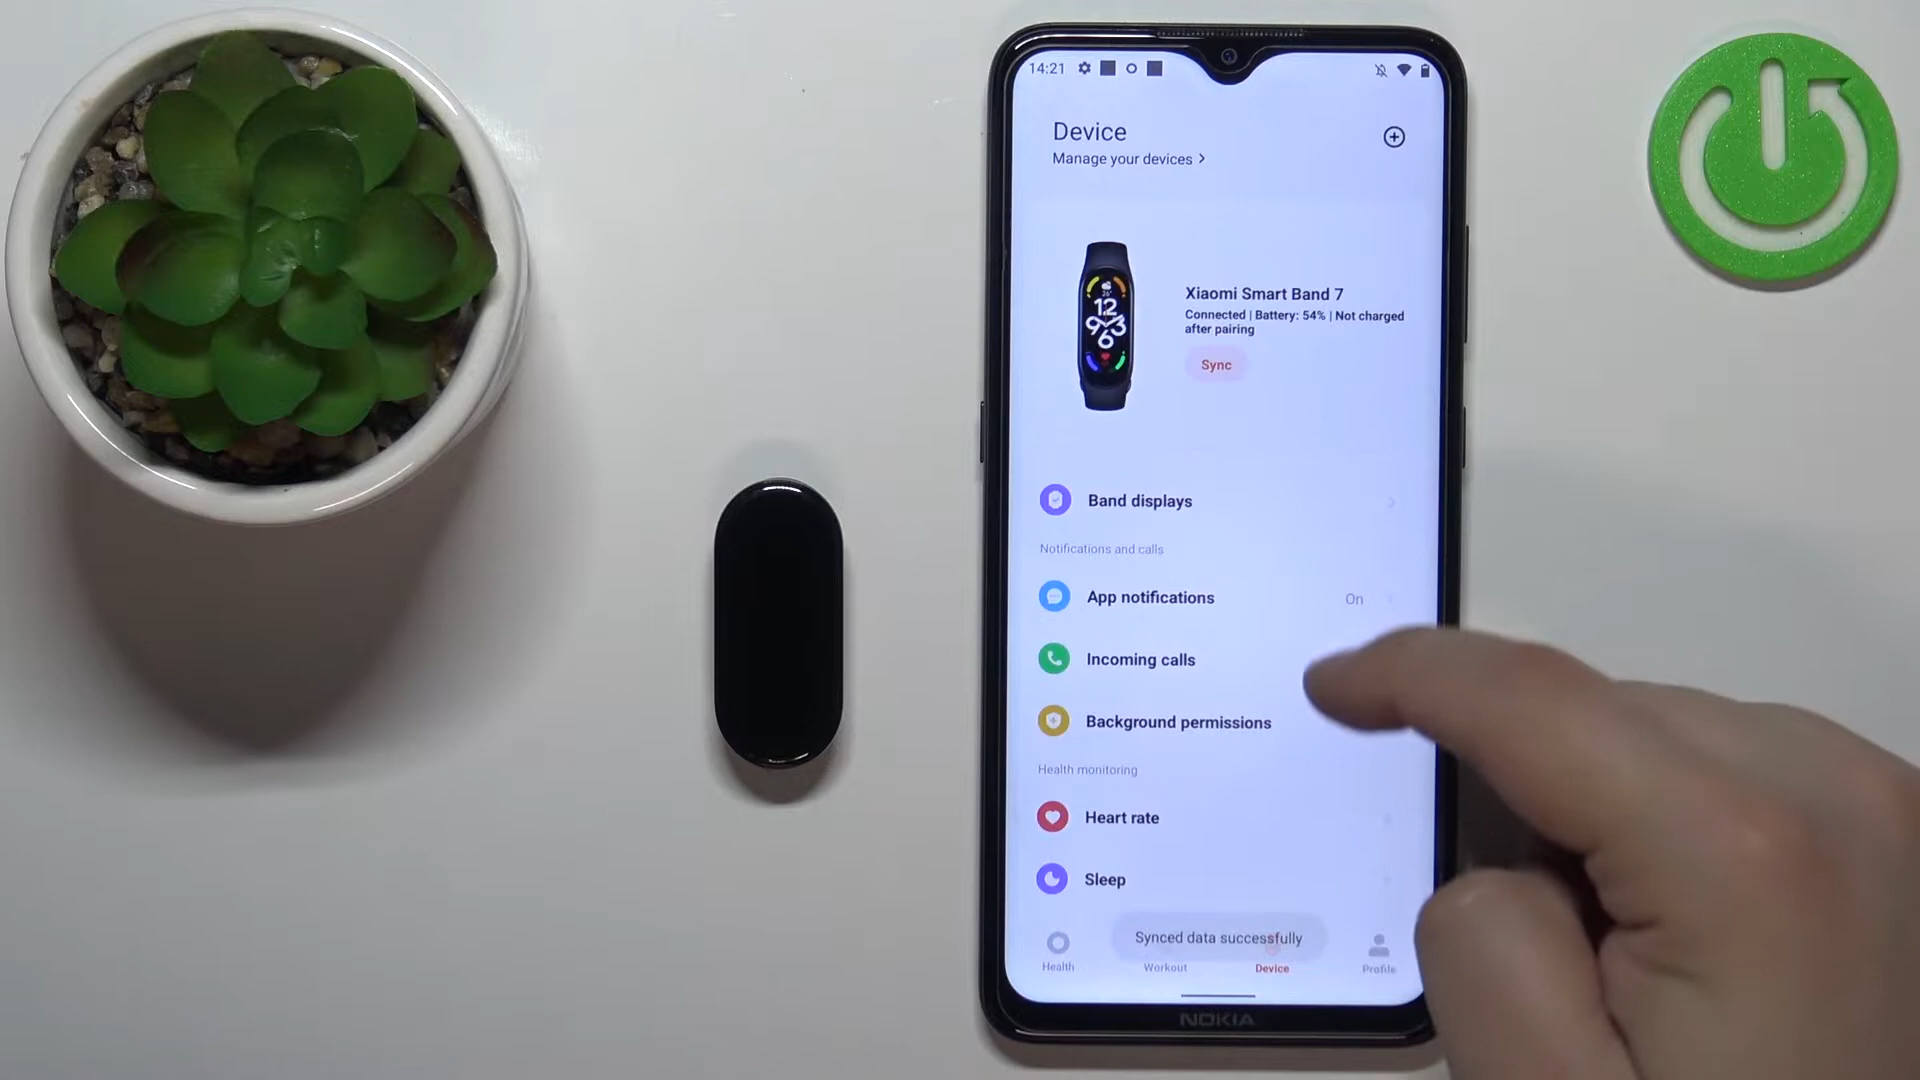 14:21
Device
Manage your devices >
Xiaomi Smart Band 7
Connected | Battery: 54% | Not charged
after pairing
Sync
Band displays
Notifications and calls
App notifications On
Incoming calls
Background permissions
Health monitoring
Heart rate
Sleep
Synced data successfully
Health Workout Device Profile
NOKIA